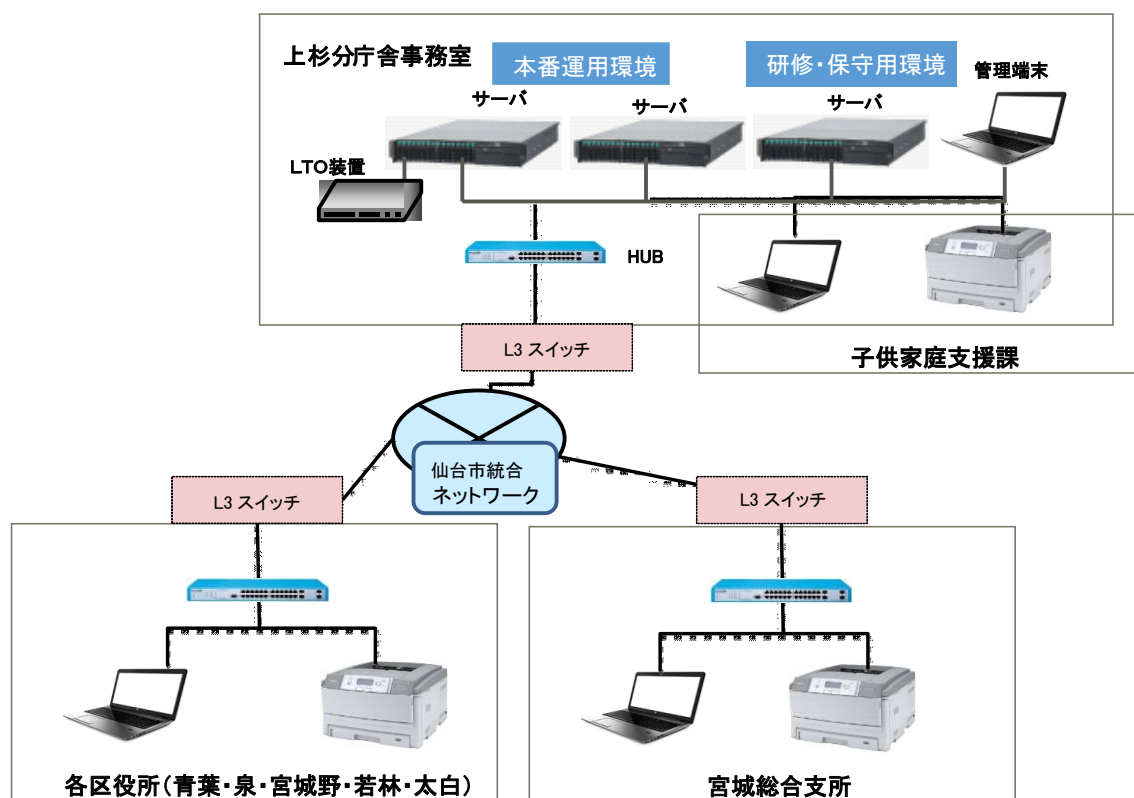 上杉分庁舎事務室
本番運用環境
研修・保守用環境
管理端末
サーバ
サーバ
サーバ
LTO装置
HUB
L3 スイッチ
子供家庭支援課
仙台市統合
ネットワーク
L3 スイッチ
L3 スイッチ
各区役所(青葉・泉・宮城野・若林・太白)
宮城総合支所